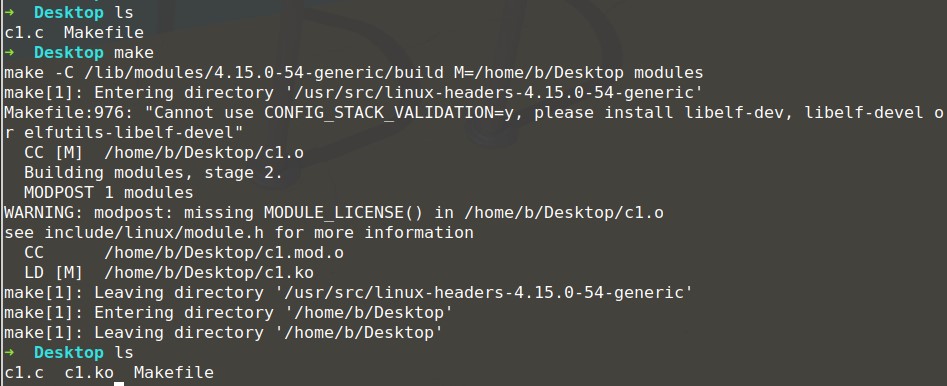 → Desktop ls
c1.c Makefile
→ Desktop make
make -C /lib/modules/4.15.0-54-generic/build M=/home/b/Desktop modules
make[1]: Entering directory '/usr/src/linux-headers-4.15.0-54-generic'
Makefile:976: "Cannot use CONFIG_STACK_VALIDATION=y, please install libelf-dev, libelf-devel o
r elfutils-libelf-devel"
CC [M] /home/b/Desktop/c1.o
Building modules, stage 2.
MODPOST 1 modules
WARNING: modpost: missing MODULE_LICENSE() in /home/b/Desktop/c1.o
see include/linux/module.h for more information
CC /home/b/Desktop/c1.mod.o
LD [M] /home/b/Desktop/c1.ko
make[1]: Leaving directory '/usr/src/linux-headers-4.15.0-54-generic'
make[1]: Entering directory '/home/b/Desktop'
make[1]: Leaving directory '/home/b/Desktop'
→ Desktop ls
c1.c c1.ko Makefile